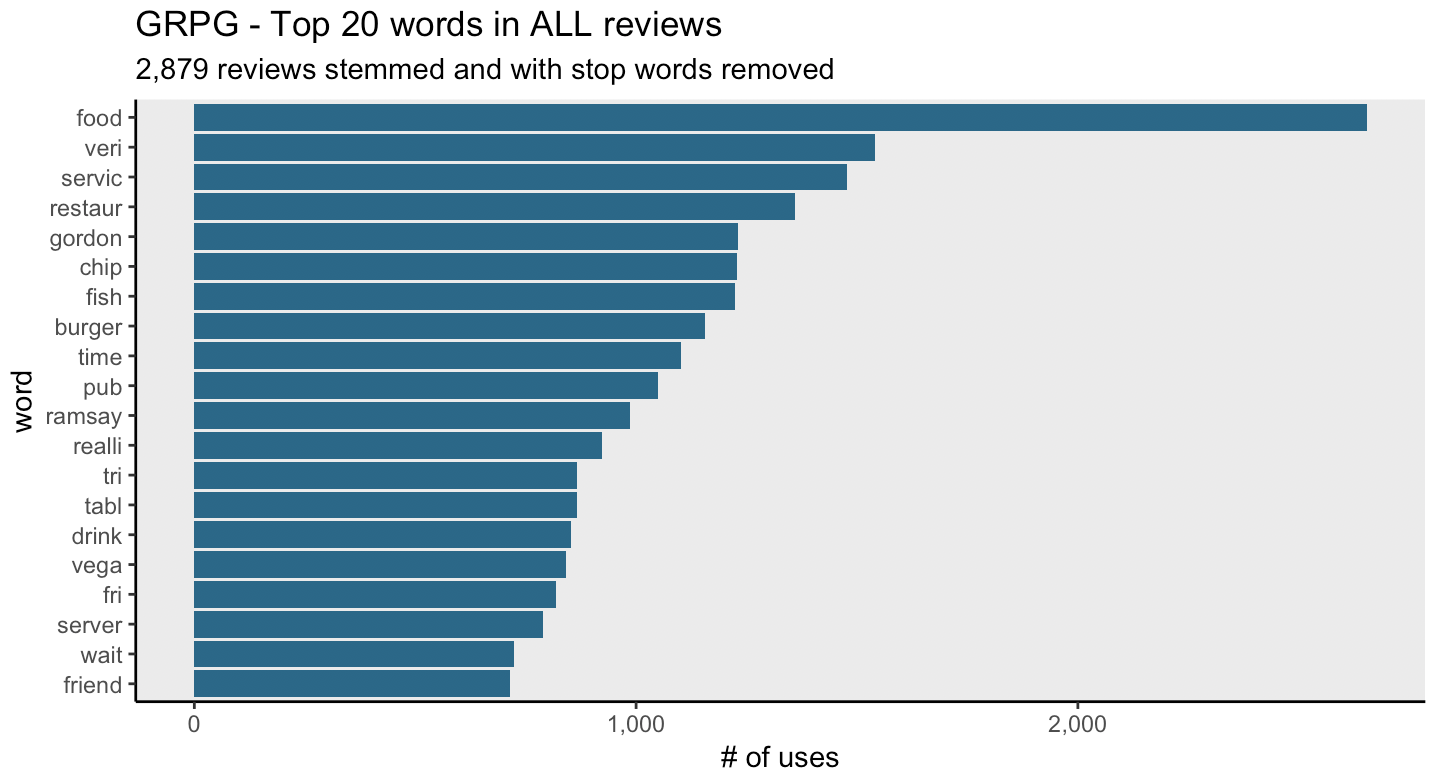 GRPG - Top 20 words in ALL reviews
2,879 reviews stemmed and with stop words removed
food
veri
servic
restaur
gordon
chip
fish
burger
time
pub
ramsay
realli
tri
tabl
drink
vega
fri
server
wait
friend
word
0 1,000 2,000
# of uses